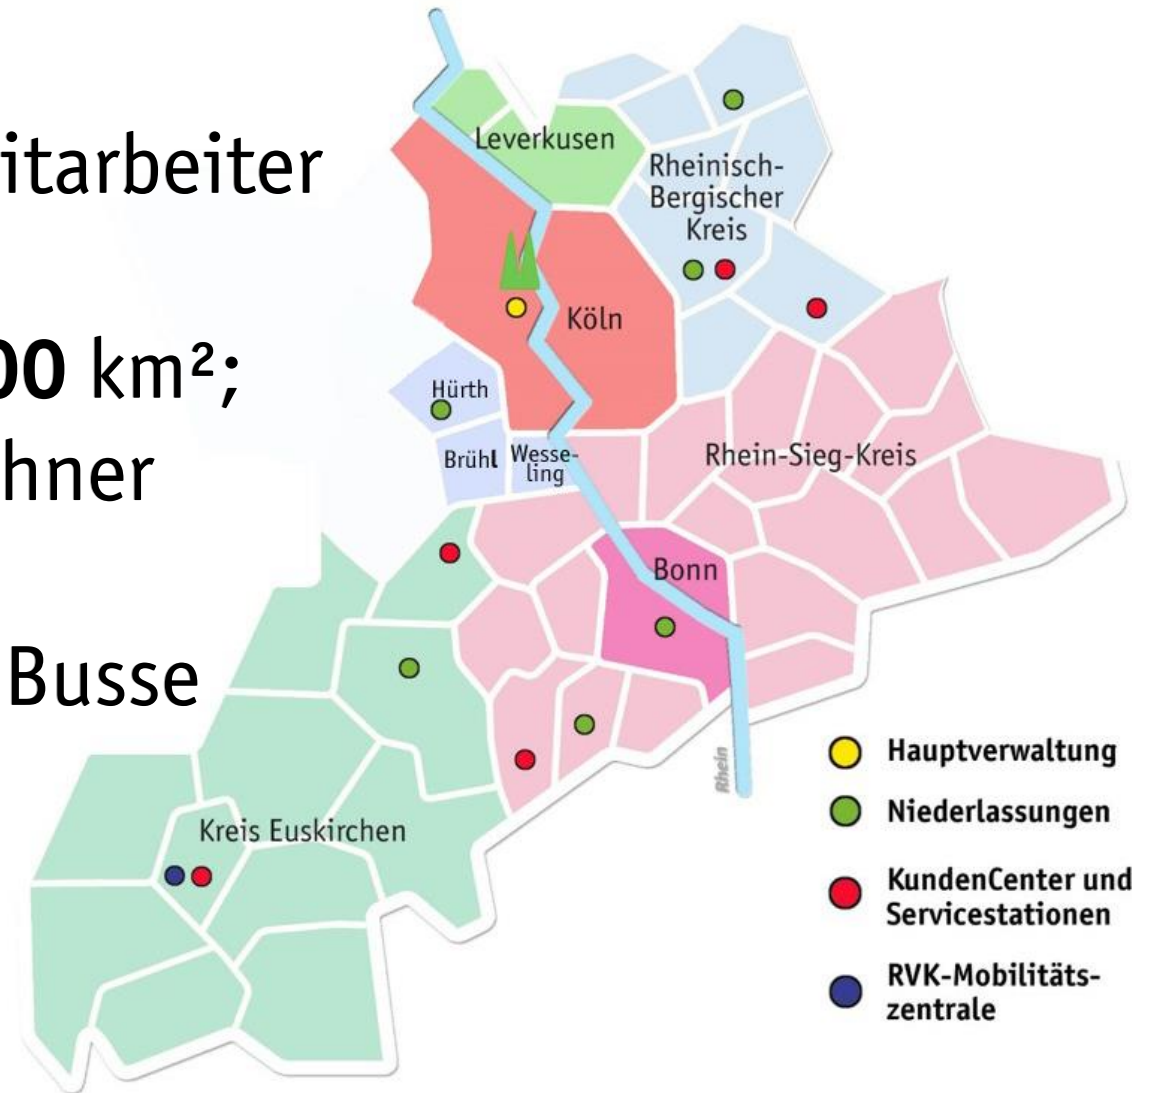 itarbeiter
00 km²;
hner
Busse
Leverkusen
Rheinisch-
Bergischer
Kreis
Köln
Hürth
Brühl
Wesse-
ling
Rhein-Sieg-Kreis
Bonn
Rhein
Kreis Euskirchen
Hauptverwaltung
Niederlassungen
KundenCenter und
Servicestationen
RVK-Mobilitäts-
zentrale